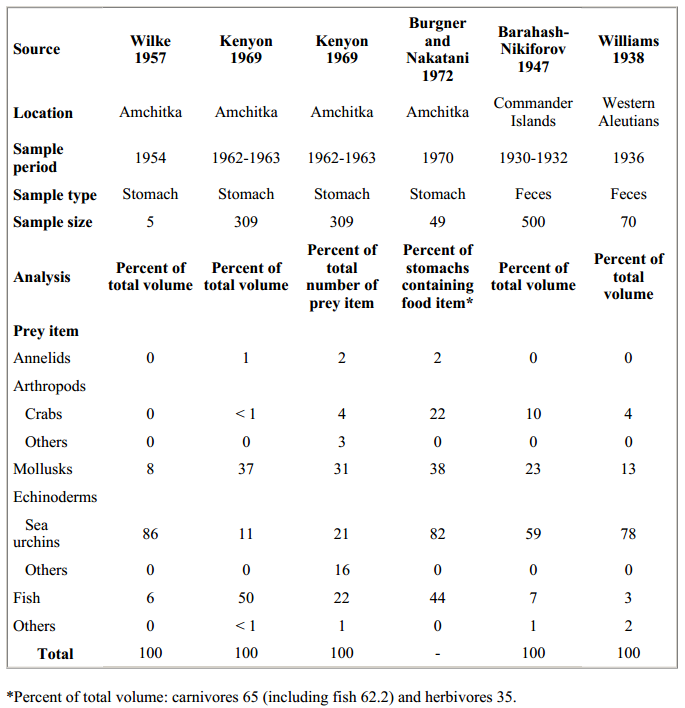 Source Wilke 1957 Kenyon 1969 Kenyon 1969 Burgner and Nakatani 1972 Barahash-Nikiforov 1947 Williams 1938
Location Amchitka Amchitka Amchitka Amchitka Commander Islands Western Aleutians
Sample period 1954 1962-1963 1962-1963 1970 1930-1932 1936
Sample type Stomach Stomach Stomach Stomach Feces Feces
Sample size 5 309 309 49 500 70
Analysis Percent of total volume Percent of total volume Percent of total number of prey item Percent of stomachs containing food item* Percent of total volume Percent of total volume
Prey item
Annelids 0 1 2 2 0 0
Arthropods
Crabs 0 < 1 4 22 10 4
Others 0 0 3 0 0 0
Mollusks 8 37 31 38 23 13
Echinoderms
Sea urchins 86 11 21 82 59 78
Others 0 0 16 0 0 0
Fish 6 50 22 44 7 3
Others 0 < 1 1 0 1 2
Total 100 100 100 - 100 100
*Percent of total volume: carnivores 65 (including fish 62.2) and herbivores 35.